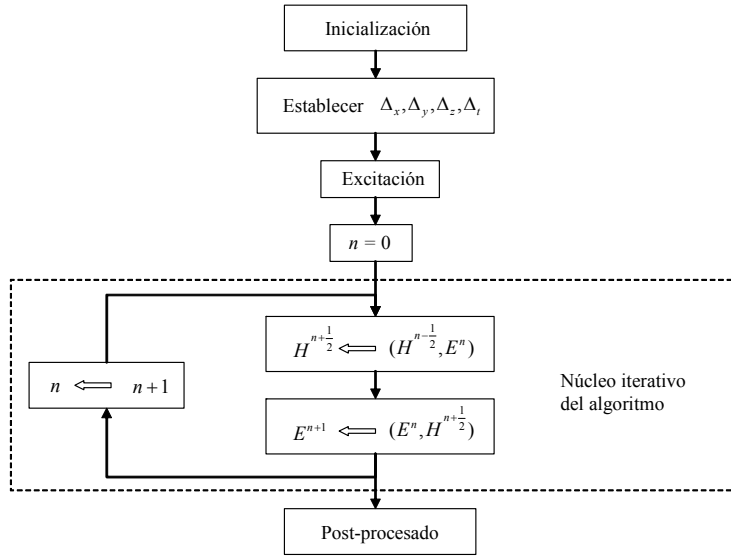 Inicialización
Establecer Δx, Δy, Δz, Δt
Excitación
n = 0
H^{n+1/2} ⇐ (H^{n-1/2}, E^n)
n ⇐ n+1
Núcleo iterativo
del algoritmo
E^{n+1} ⇐ (E^n, H^{n+1/2})
Post-procesado